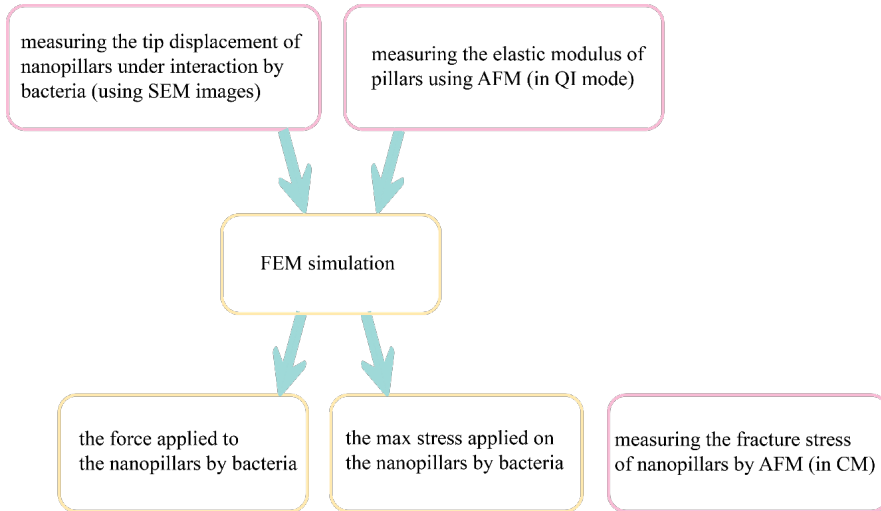 measuring the tip displacement of
nanopillars under interaction by
bacteria (using SEM images)
measuring the elastic modulus of
pillars using AFM (in QI mode)
FEM simulation
the force applied to
the nanopillars by bacteria
the max stress applied on
the nanopillars by bacteria
measuring the fracture stress
of nanopillars by AFM (in CM)